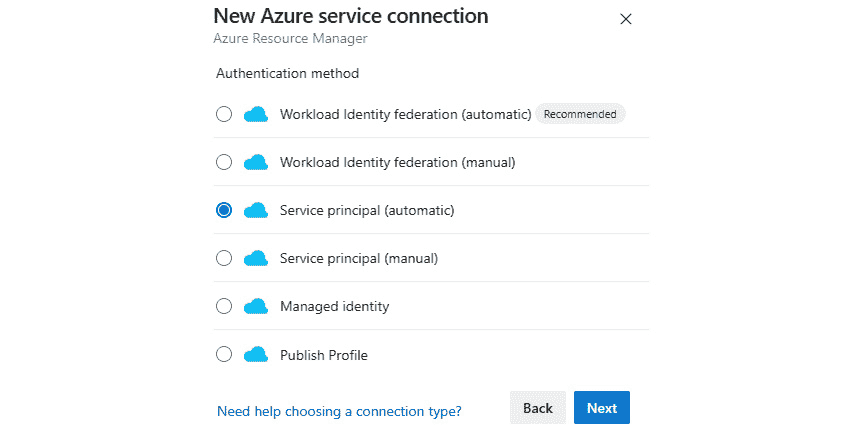 New Azure service connection
Azure Resource Manager
Authentication method
Workload Identity federation (automatic) Recommended
Workload Identity federation (manual)
Service principal (automatic)
Service principal (manual)
Managed identity
Publish Profile
Need help choosing a connection type? Back Next